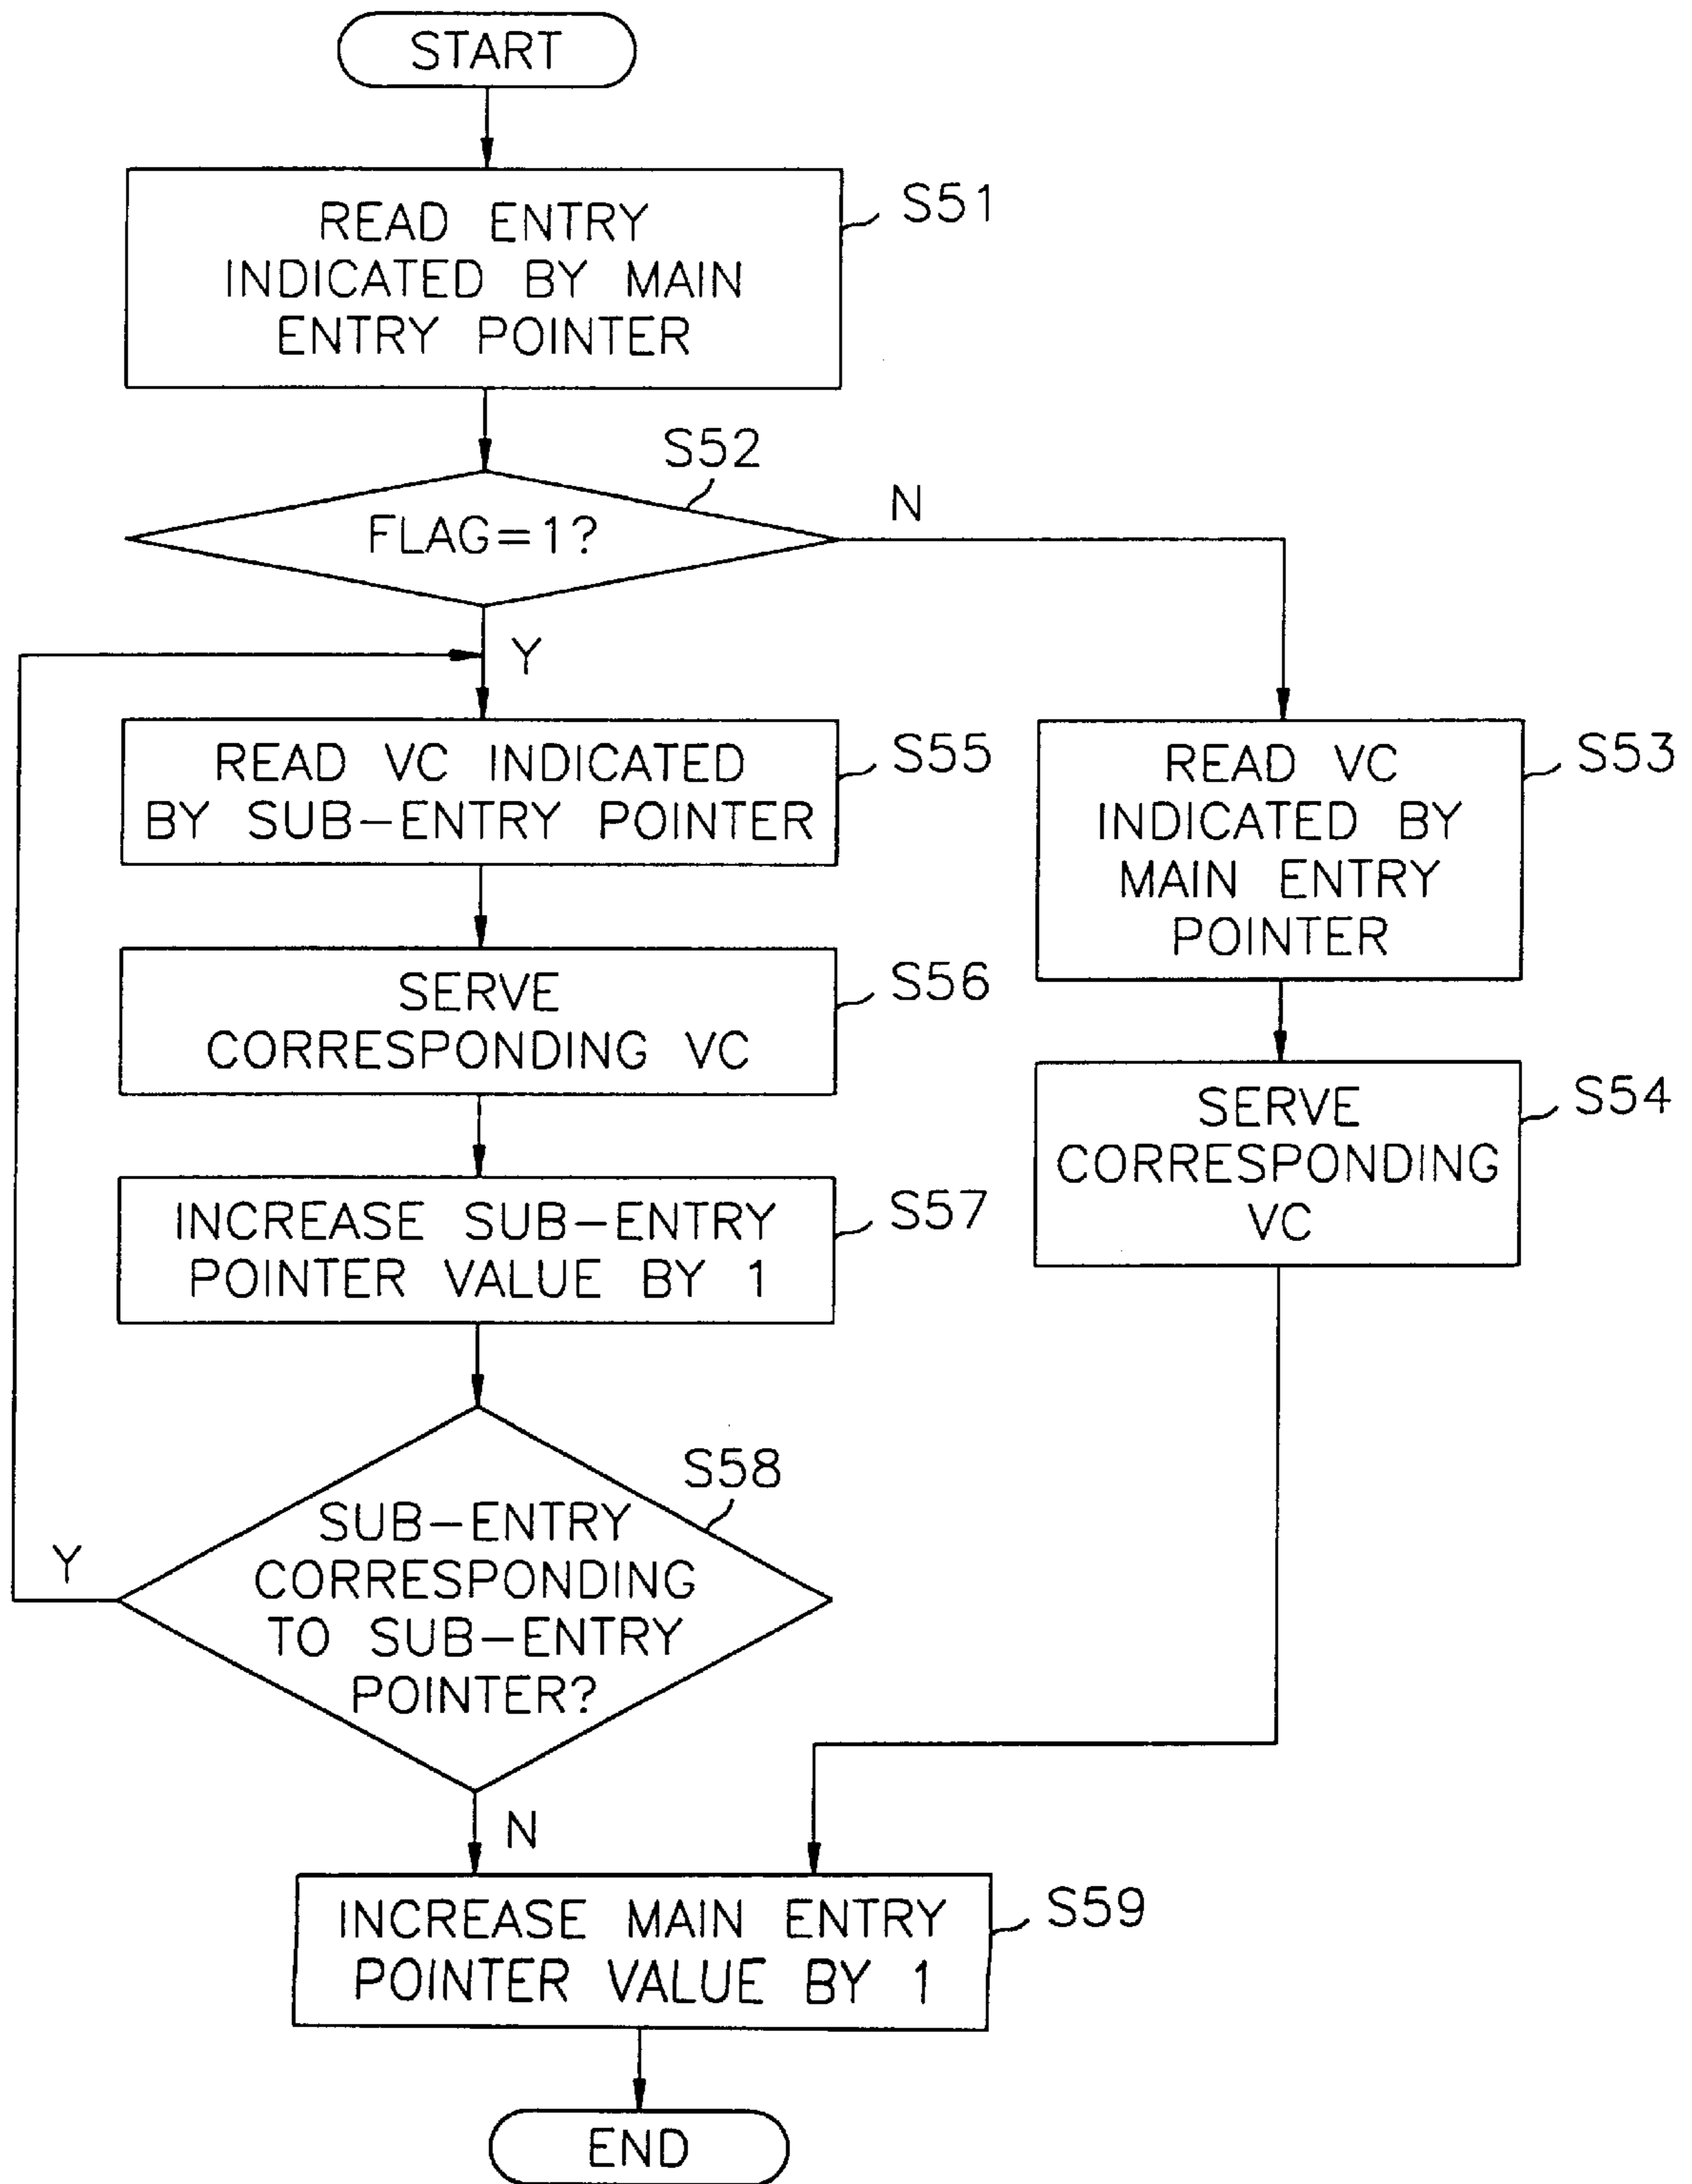 START
READ ENTRY
INDICATED BY MAIN
ENTRY POINTER
S51
S52
FLAG=1?
N
Y
READ VC INDICATED
BY SUB-ENTRY POINTER
S55
READ VC
INDICATED BY
MAIN ENTRY
POINTER
S53
SERVE
CORRESPONDING VC
S56
SERVE
CORRESPONDING
VC
S54
INCREASE SUB-ENTRY
POINTER VALUE BY 1
S57
S58
SUB-ENTRY
CORRESPONDING
TO SUB-ENTRY
POINTER?
Y
N
INCREASE MAIN ENTRY
POINTER VALUE BY 1
S59
END